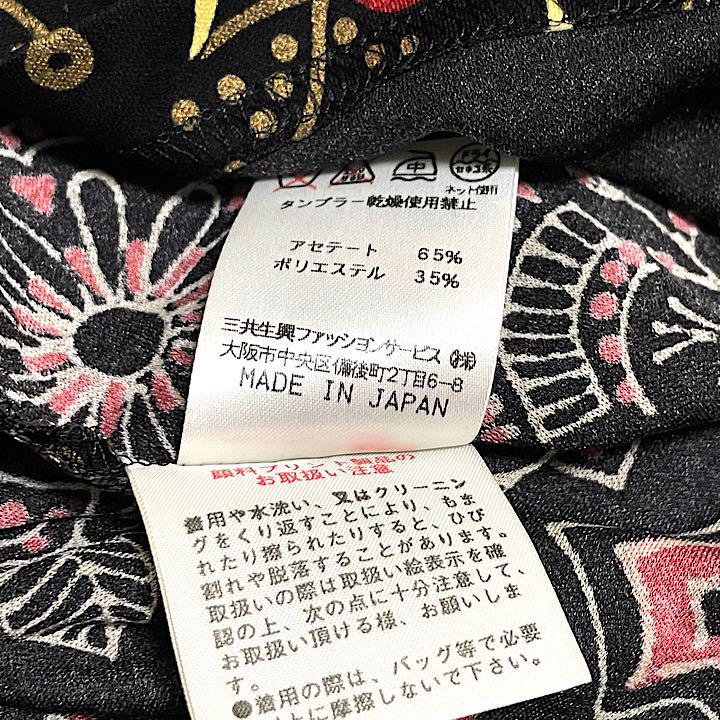 中
ドライ
セキユ系
ネット使用
タンブラー乾燥使用禁止
アセテート 65%
ポリエステル 35%
三共生興ファッションサービス㈱
大阪市中央区備後町2丁目6-8
MADE IN JAPAN
顔料プリント製品の
お取扱い注意
着用や水洗い、又はクリーニン
グをくり返すことにより、もま
れたり擦られたりすると、ひび
割れや脱落することがあります。
取扱いの際は取扱い絵表示を確
認の上、次の点に十分注意して、
お取扱い頂ける様、お願いしま
す。
●着用の際は、バッグ等で必要
以上に摩擦しないで下さい。